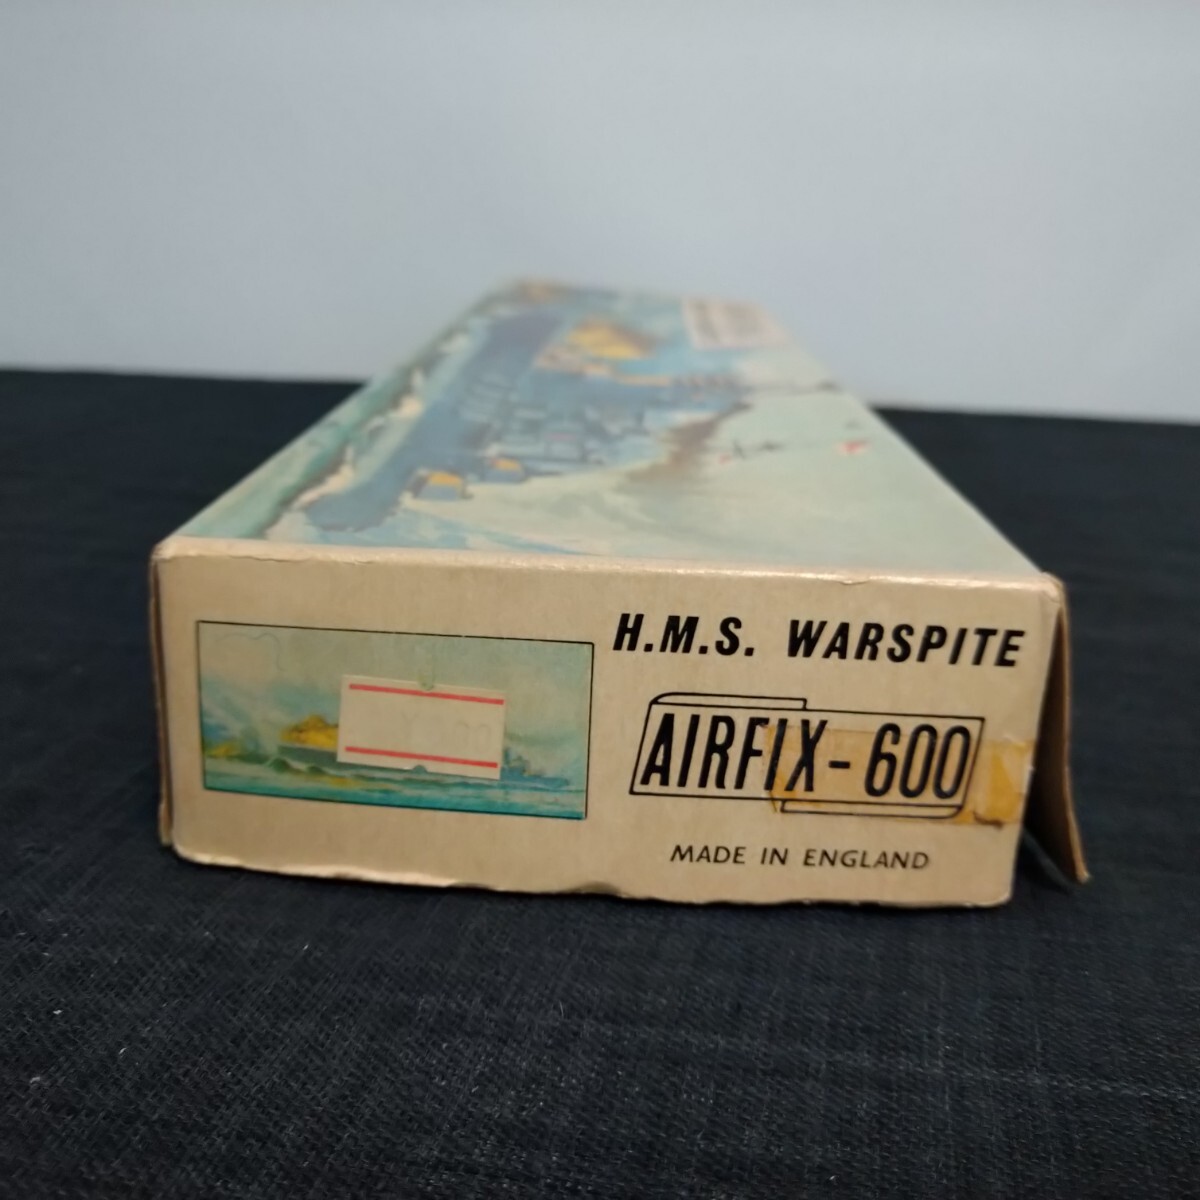 H.M.S. WARSPITE
AIRFIX-600
MADE IN ENGLAND